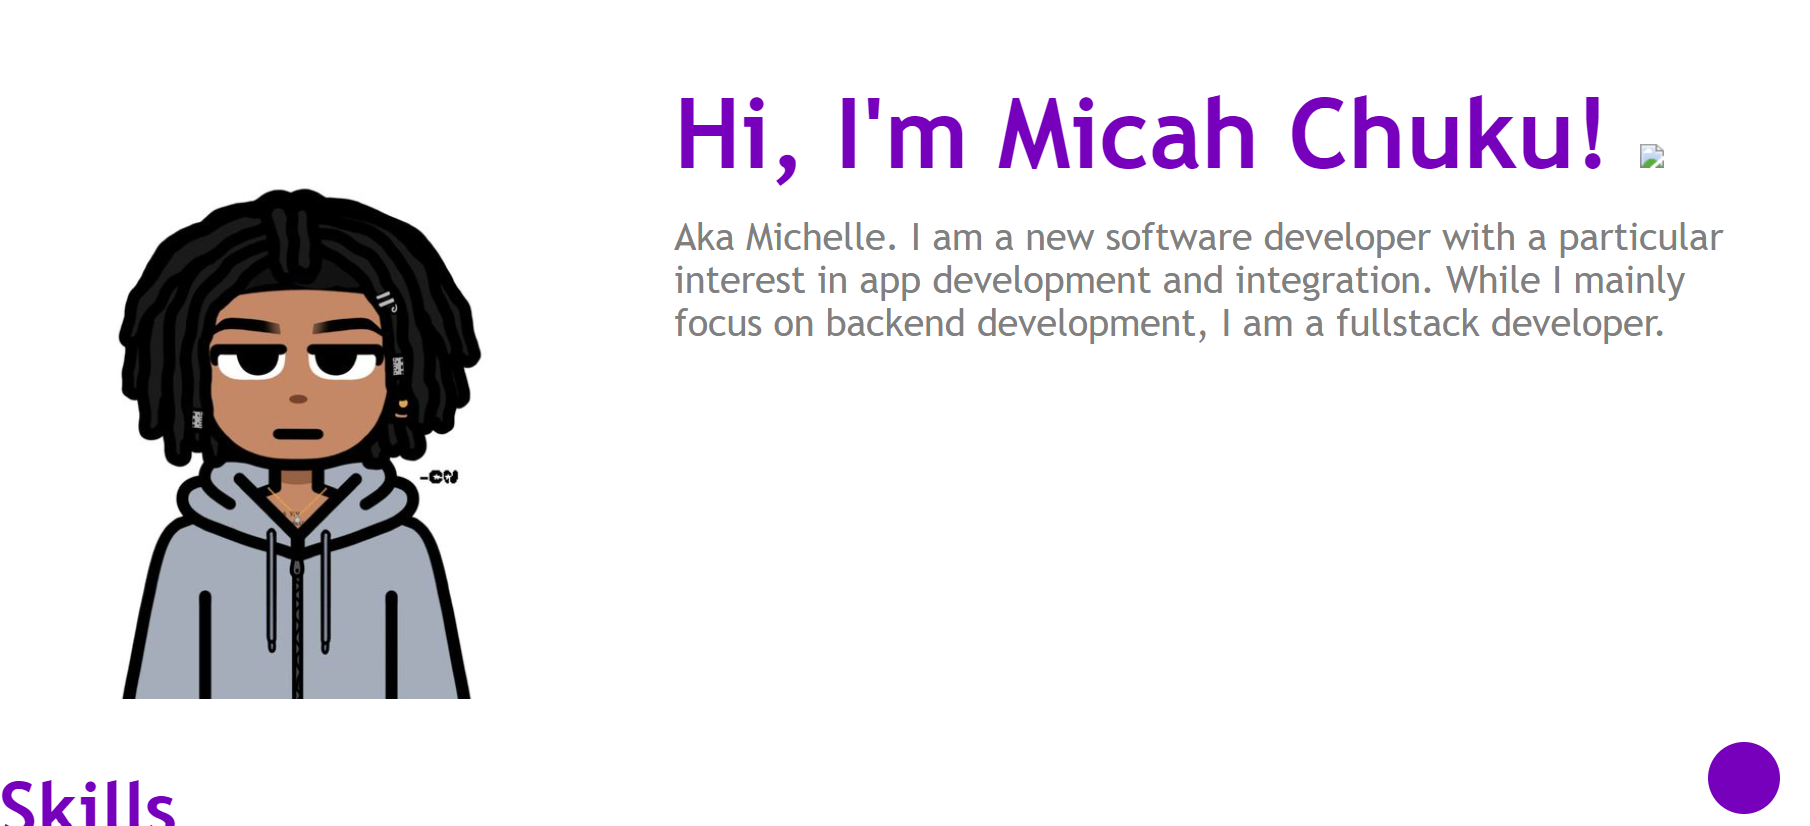 Hi, I'm Micah Chuku!
Aka Michelle. I am a new software developer with a particular
interest in app development and integration. While I mainly
focus on backend development, I am a fullstack developer.
Skills